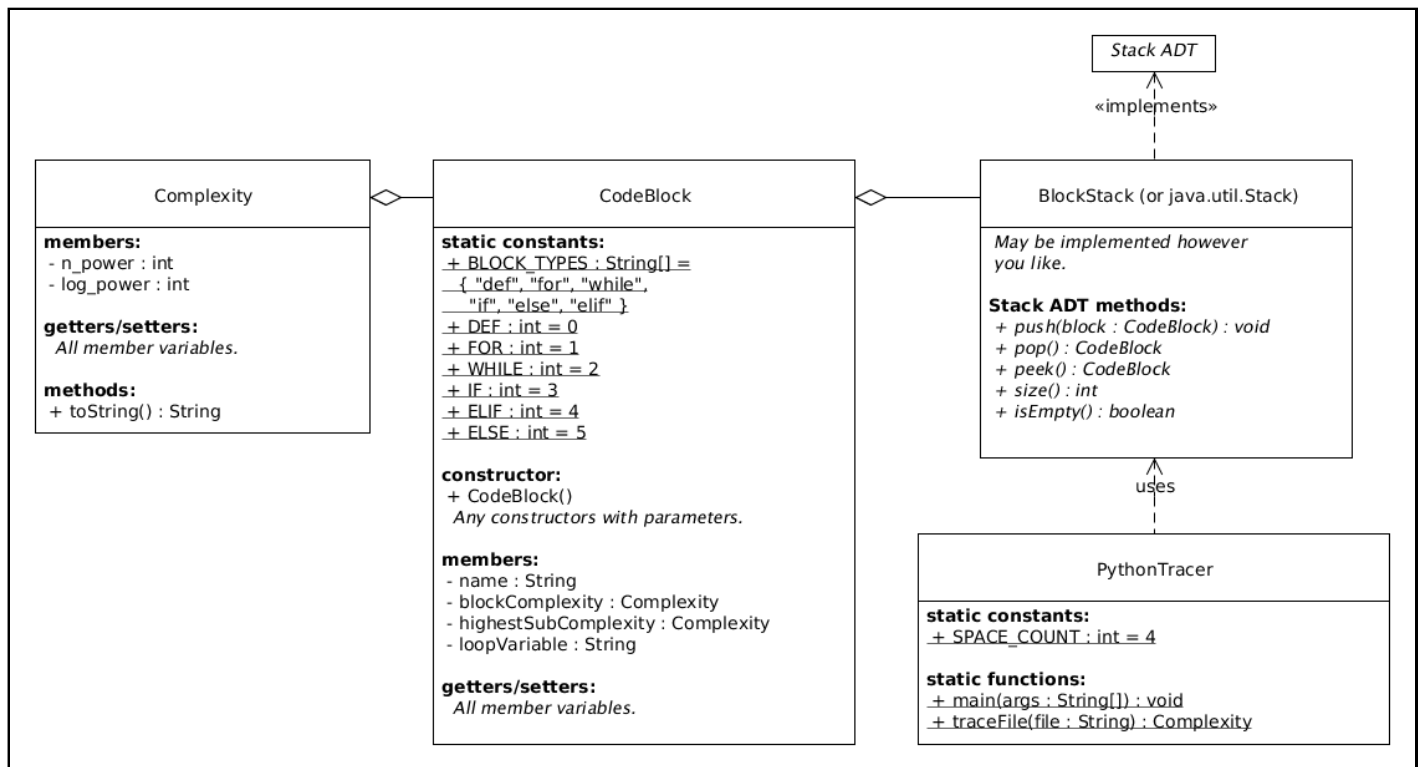 Stack ADT
«implements»
Complexity
members:
- n_power : int
- log_power : int
getters/setters:
All member variables.
methods:
+ toString() : String
CodeBlock
static constants:
+ BLOCK_TYPES : String[] =
{ "def", "for", "while",
"if", "else", "elif" }
+ DEF : int = 0
+ FOR : int = 1
+ WHILE : int = 2
+ IF : int = 3
+ ELIF : int = 4
+ ELSE : int = 5
constructor:
+ CodeBlock()
Any constructors with parameters.
members:
- name : String
- blockComplexity : Complexity
- highestSubComplexity : Complexity
- loopVariable : String
getters/setters:
All member variables.
BlockStack (or java.util.Stack)
May be implemented however
you like.
Stack ADT methods:
+ push(block : CodeBlock) : void
+ pop() : CodeBlock
+ peek() : CodeBlock
+ size() : int
+ isEmpty() : boolean
uses
PythonTracer
static constants:
+ SPACE_COUNT : int = 4
static functions:
+ main(args : String[]) : void
+ traceFile(file : String) : Complexity